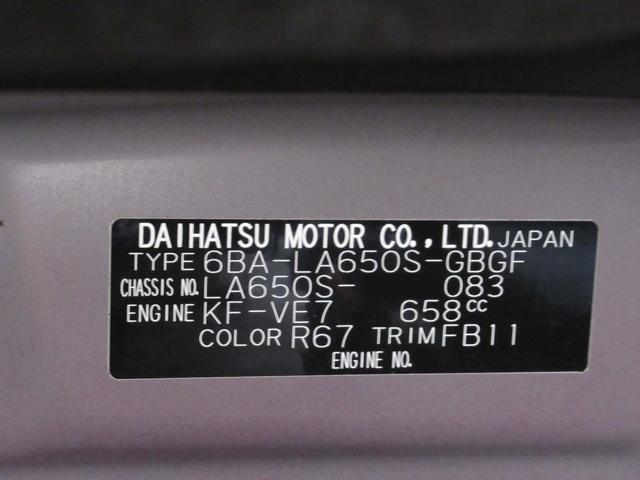 DAIHATSU MOTOR CO., LTD. JAPAN
TYPE 6BA-LA650S-GBGF
CHASSIS NO. LA650S- 083
ENGINE KF-VE7 658cc
COLOR R67 TRIM FB11
ENGINE NO.